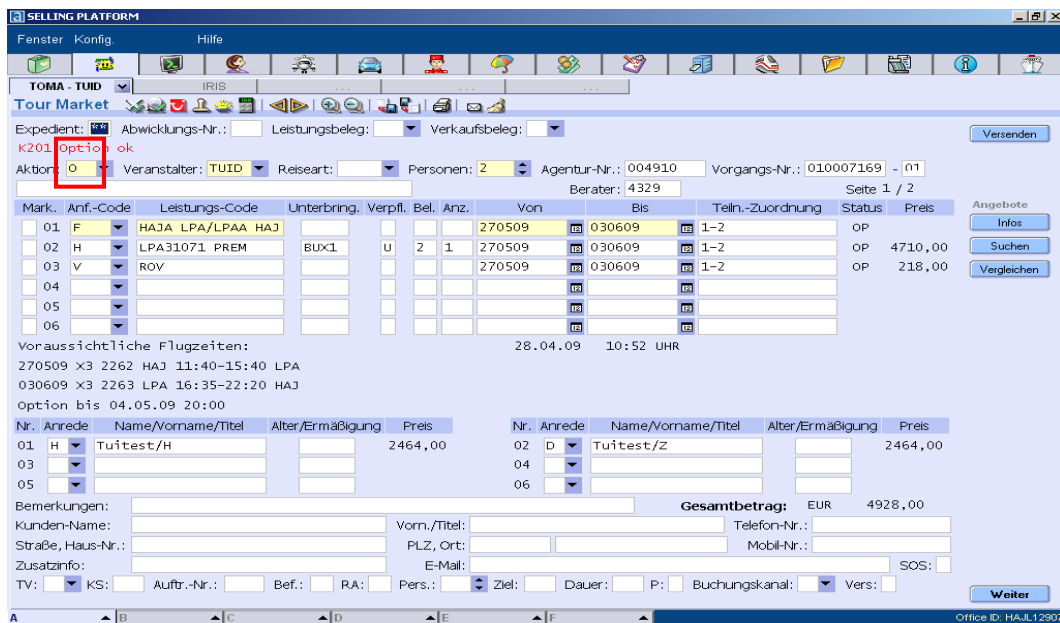 SELLING PLATFORM
Fenster Konfig. Hilfe
TOMA - TUID IRIS ... ... ...
Tour Market
Expedient: ** Abwicklungs-Nr.: Leistungsbeleg: Verkaufsbeleg: Versenden
K201 Option ok
Aktion: O Veranstalter: TUID Reiseart: Personen: 2 Agentur-Nr.: 004910 Vorgangs-Nr.: 010007169 - 01
Berater: 4329 Seite 1 / 2
Mark. Anf.-Code Leistungs-Code Unterbring. Verpfl. Bel. Anz. Von Bis Teiln.-Zuordnung Status Preis Angebote
01 F HAJA LPA/LPAA HAJ 270509 030609 1-2 OP Infos
02 H LPA31071 PREM BUX1 U 2 1 270509 030609 1-2 OP 4710,00 Suchen
03 V ROV 270509 030609 1-2 OP 218,00 Vergleichen
04
05
06
Voraussichtliche Flugzeiten: 28.04.09 10:52 UHR
270509 X3 2262 HAJ 11:40-15:40 LPA
030609 X3 2263 LPA 16:35-22:20 HAJ
Option bis 04.05.09 20:00
Nr. Anrede Name/Vorname/Titel Alter/Ermäßigung Preis Nr. Anrede Name/Vorname/Titel Alter/Ermäßigung Preis
01 H Tuitest/H 2464,00 02 D Tuitest/Z 2464,00
03 04
05 06
Bemerkungen: Gesamtbetrag: EUR 4928,00
Kunden-Name: Vorn./Titel: Telefon-Nr.:
Straße, Haus-Nr.: PLZ, Ort: Mobil-Nr.:
Zusatzinfo: E-Mail: SOS:
TV: KS: Auftr.-Nr.: Bef.: RA: Pers.: Ziel: Dauer: P: Buchungskanal: Vers:
Weiter
A B C D E F Office ID: HAJL12907